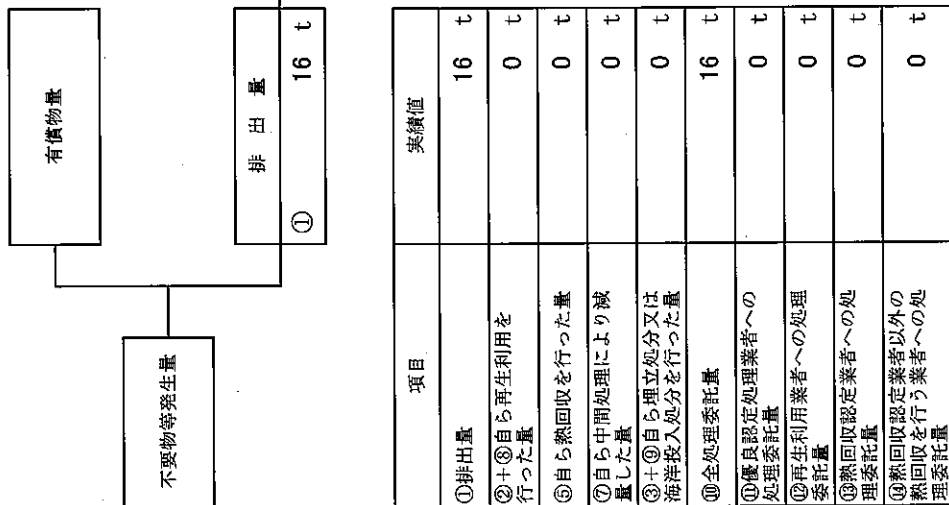 有償物量
不要物等発生量
排出量
① 16 t
項目 実績値
①排出量 16 t
②+⑧自ら再生利用を
行った量 0 t
⑤自ら熱回収を行った量 0 t
⑦自ら中間処理により減
量した量 0 t
③+⑨自ら埋立処分又は
海洋投入処分を行った量 0 t
⑩全処理委託量 16 t
⑪優良認定処理業者への
処理委託量 0 t
⑫再生利用業者への処理
委託量 0 t
⑬熱回収認定業者への処
理委託量 0 t
⑭熱回収認定業者以外の
熱回収を行う業者への処
理委託量 0 t